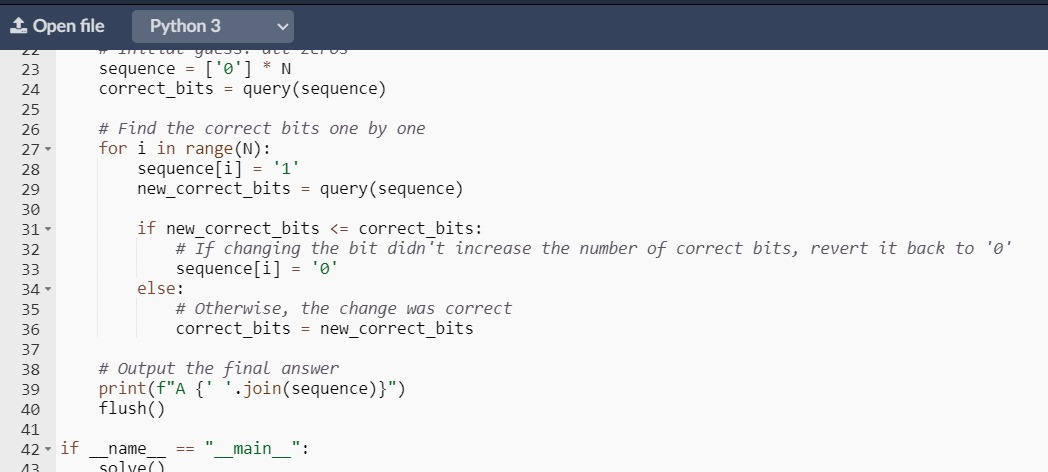 Open file Python 3
22 # Initial guess: all zeros
23 sequence = ['0'] * N
24 correct_bits = query(sequence)
25
26 # Find the correct bits one by one
27 for i in range(N):
28 sequence[i] = '1'
29 new_correct_bits = query(sequence)
30
31 if new_correct_bits <= correct_bits:
32 # If changing the bit didn't increase the number of correct bits, revert it back to '0'
33 sequence[i] = '0'
34 else:
35 # Otherwise, the change was correct
36 correct_bits = new_correct_bits
37
38 # Output the final answer
39 print(f"A {' '.join(sequence)}")
40 flush()
41
42 if __name__ == "__main__":
43 solve()